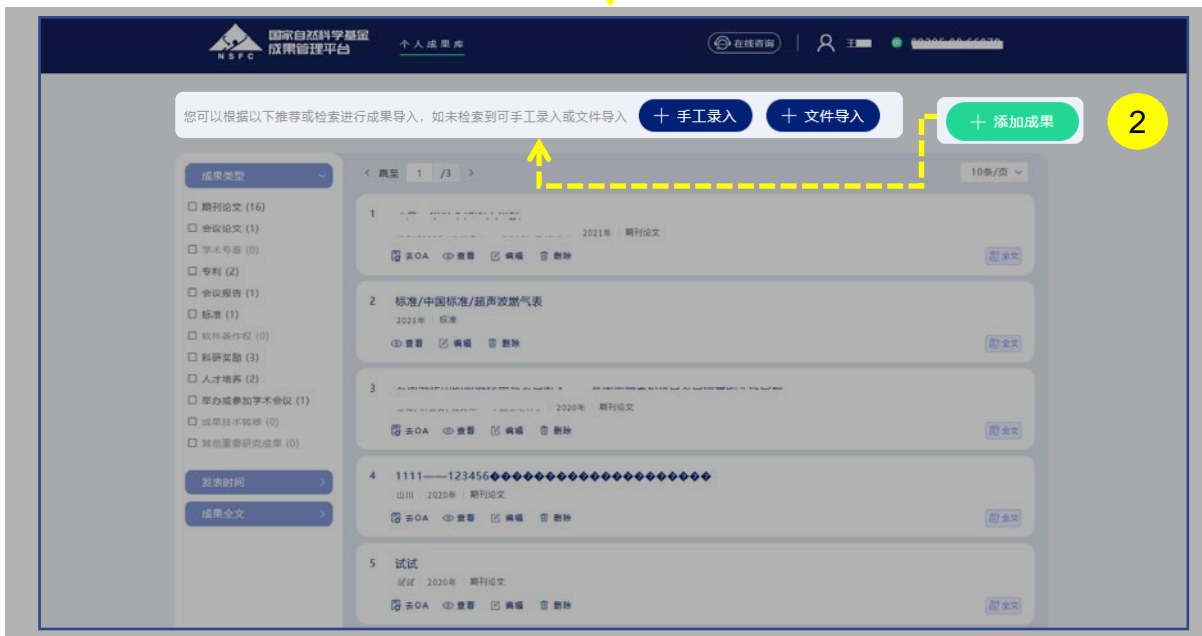 国家自然科学基金
成果管理平台
NSFC
个人成果库
在线咨询
王
您可以根据以下推荐或检索进行成果导入，如未检索到可手工录入或文件导入
手工录入
文件导入
添加成果
2
成果类型
跳至 1 /3
10条/页
期刊论文 (16)
会议论文 (1)
学术专著 (0)
专利 (2)
会议报告 (1)
标准 (1)
软件著作权 (0)
科研奖励 (3)
人才培养 (2)
举办或参加学术会议 (1)
成果技术转移 (0)
其他重要研究成果 (0)
发表时间
成果全文
1
2021年 期刊论文
去OA 查看 编辑 删除
全文
2 标准/中国标准/超声波燃气表
2021年 标准
查看 编辑 删除
全文
3
2020年 期刊论文
去OA 查看 编辑 删除
全文
4 1111——123456����������������������
山川 2020年 期刊论文
去OA 查看 编辑 删除
全文
5 试试
试试 2020年 期刊论文
去OA 查看 编辑 删除
全文